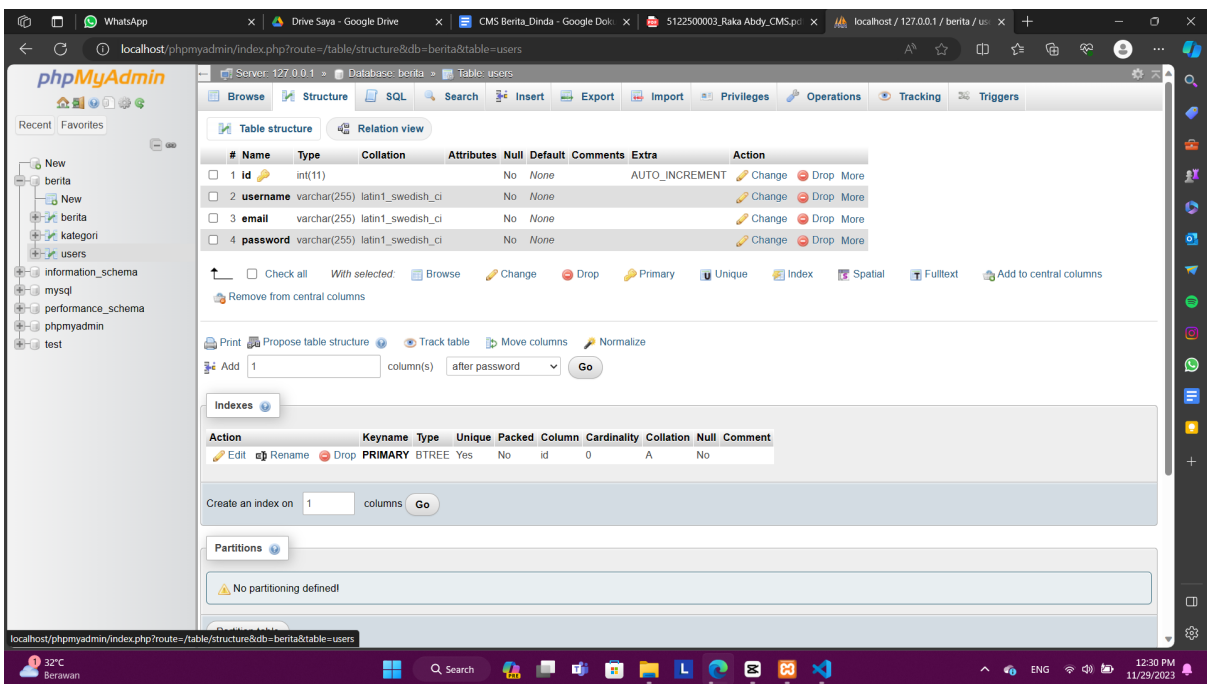 WhatsApp
Drive Saya - Google Drive
CMS Berita_Dinda - Google Doku
5122500003_Raka Abdy_CMS.pd
localhost / 127.0.0.1 / berita / us
localhost/phpmyadmin/index.php?route=/table/structure&db=berita&table=users
phpMyAdmin
Recent Favorites
New
berita
New
berita
kategori
users
information_schema
mysql
performance_schema
phpmyadmin
test
Server: 127.0.0.1 » Database: berita » Table: users
Browse Structure SQL Search Insert Export Import Privileges Operations Tracking Triggers
Table structure Relation view
# Name Type Collation Attributes Null Default Comments Extra Action
1 id int(11) No None AUTO_INCREMENT Change Drop More
2 username varchar(255) latin1_swedish_ci No None Change Drop More
3 email varchar(255) latin1_swedish_ci No None Change Drop More
4 password varchar(255) latin1_swedish_ci No None Change Drop More
Check all With selected: Browse Change Drop Primary Unique Index Spatial Fulltext Add to central columns
Remove from central columns
Print Propose table structure Track table Move columns Normalize
Add 1 column(s) after password Go
Indexes
Action Keyname Type Unique Packed Column Cardinality Collation Null Comment
Edit Rename Drop PRIMARY BTREE Yes No id 0 A No
Create an index on 1 columns Go
Partitions
No partitioning defined!
Partition table
localhost/phpmyadmin/index.php?route=/table/structure&db=berita&table=users
1
32°C
Berawan
Search
ENG
12:30 PM
11/29/2023